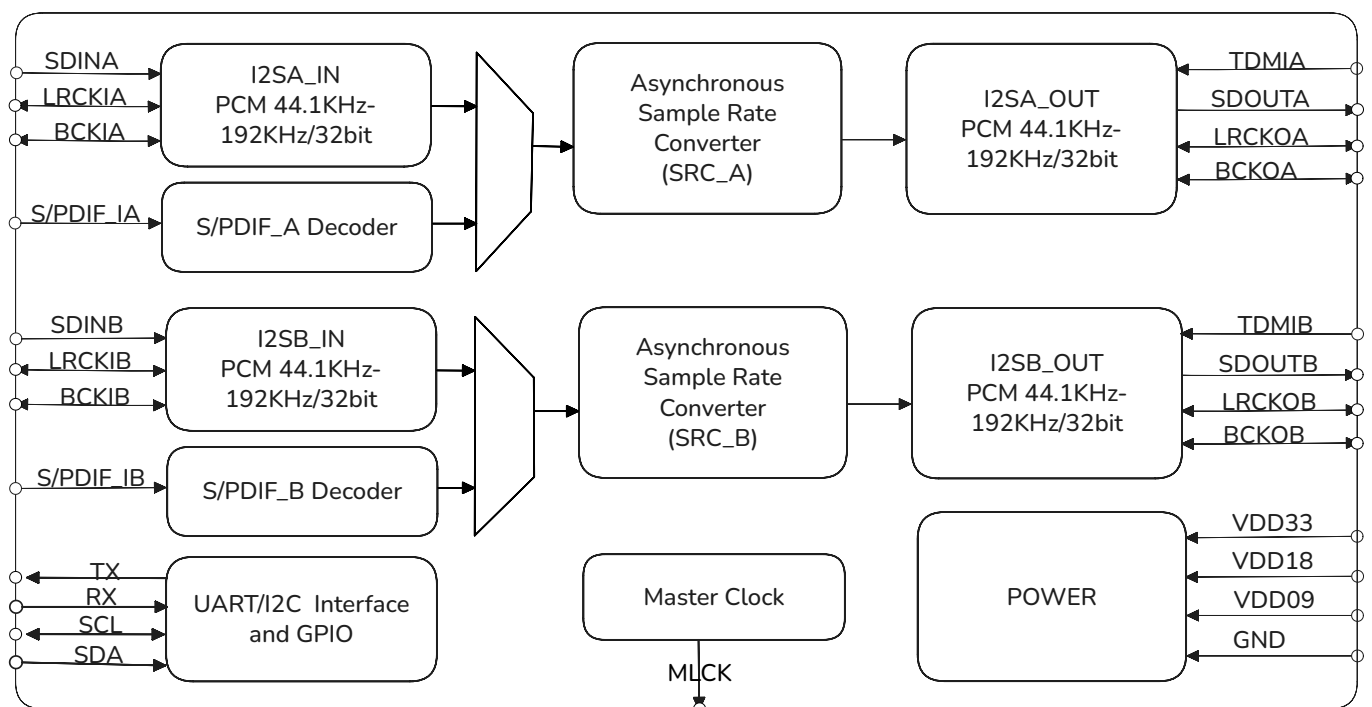 SDINA
LRCKIA
BCKIA
I2SA_IN
PCM 44.1KHz-
192KHz/32bit
S/PDIF_IA
S/PDIF_A Decoder
Asynchronous
Sample Rate
Converter
(SRC_A)
I2SA_OUT
PCM 44.1KHz-
192KHz/32bit
TDMIA
SDOUTA
LRCKOA
BCKOA
SDINB
LRCKIB
BCKIB
I2SB_IN
PCM 44.1KHz-
192KHz/32bit
S/PDIF_IB
S/PDIF_B Decoder
Asynchronous
Sample Rate
Converter
(SRC_B)
I2SB_OUT
PCM 44.1KHz-
192KHz/32bit
TDMIB
SDOUTB
LRCKOB
BCKOB
TX
RX
SCL
SDA
UART/I2C Interface
and GPIO
Master Clock
MLCK
POWER
VDD33
VDD18
VDD09
GND